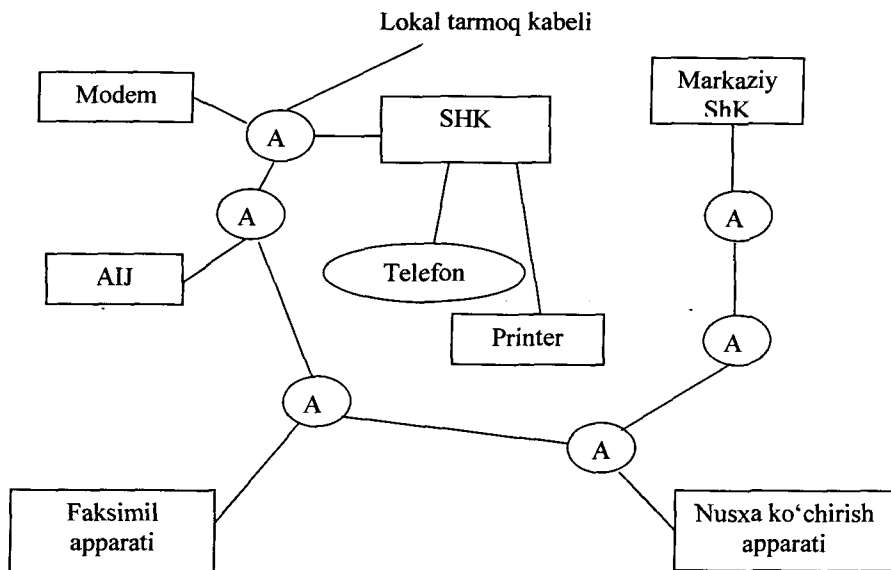 Lokal tarmoq kabeli
Modem
Markaziy
ShK
SHK
A
A
A
AIJ
Telefon
Printer
A
A
A
Faksimil
apparati
Nusxa ko‘chirish
apparati